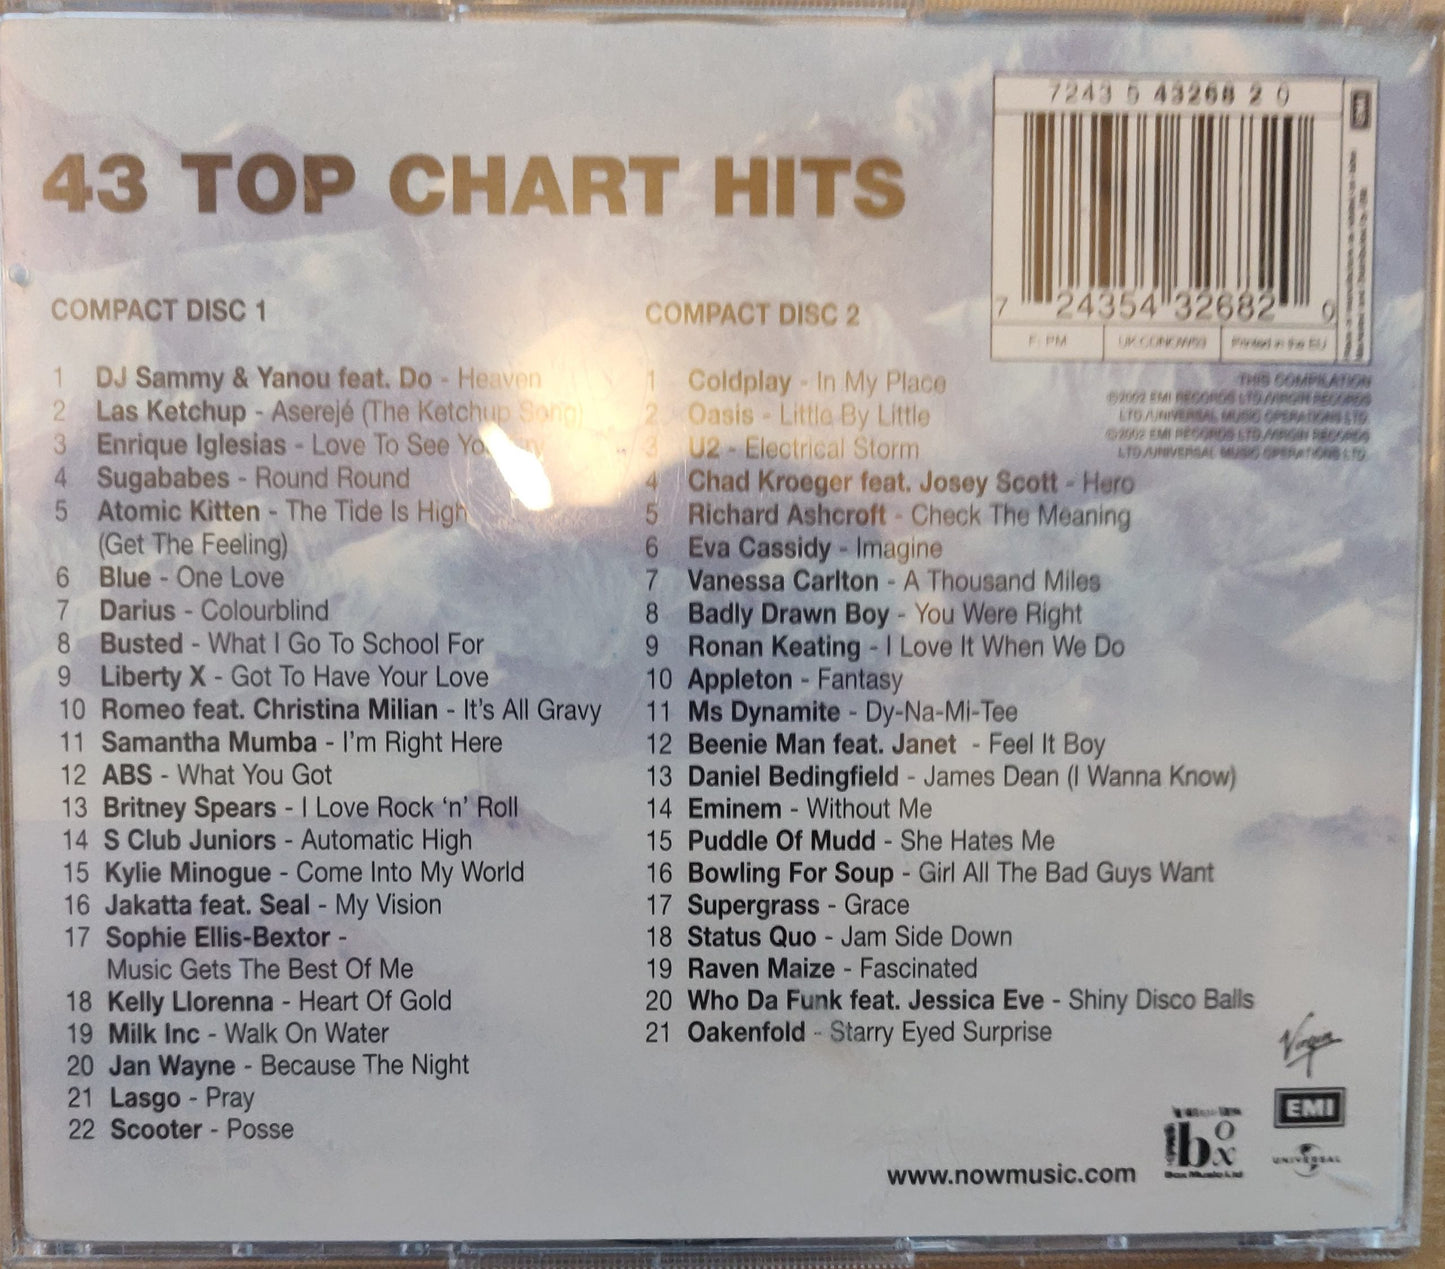 7243 5 43268 2 0
EMI
43 TOP CHART HITS
7 24354 32682 0
UK:CDNOW53
Printed in the EU
THIS COMPILATION
℗2002 EMI RECORDS LTD./VIRGIN RECORDS
LTD./UNIVERSAL MUSIC OPERATIONS LTD.
©2002 EMI RECORDS LTD./VIRGIN RECORDS
LTD./UNIVERSAL MUSIC OPERATIONS LTD.
COMPACT DISC 1
1 DJ Sammy & Yanou feat. Do - Heaven
2 Las Ketchup - Aserejé (The Ketchup Song)
3 Enrique Iglesias - Love To See You Cry
4 Sugababes - Round Round
5 Atomic Kitten - The Tide Is High
(Get The Feeling)
6 Blue - One Love
7 Darius - Colourblind
8 Busted - What I Go To School For
9 Liberty X - Got To Have Your Love
10 Romeo feat. Christina Milian - It's All Gravy
11 Samantha Mumba - I'm Right Here
12 ABS - What You Got
13 Britney Spears - I Love Rock 'n' Roll
14 S Club Juniors - Automatic High
15 Kylie Minogue - Come Into My World
16 Jakatta feat. Seal - My Vision
17 Sophie Ellis-Bextor -
Music Gets The Best Of Me
18 Kelly Llorenna - Heart Of Gold
19 Milk Inc - Walk On Water
20 Jan Wayne - Because The Night
21 Lasgo - Pray
22 Scooter - Posse
COMPACT DISC 2
1 Coldplay - In My Place
2 Oasis - Little By Little
3 U2 - Electrical Storm
4 Chad Kroeger feat. Josey Scott - Hero
5 Richard Ashcroft - Check The Meaning
6 Eva Cassidy - Imagine
7 Vanessa Carlton - A Thousand Miles
8 Badly Drawn Boy - You Were Right
9 Ronan Keating - I Love It When We Do
10 Appleton - Fantasy
11 Ms Dynamite - Dy-Na-Mi-Tee
12 Beenie Man feat. Janet - Feel It Boy
13 Daniel Bedingfield - James Dean (I Wanna Know)
14 Eminem - Without Me
15 Puddle Of Mudd - She Hates Me
16 Bowling For Soup - Girl All The Bad Guys Want
17 Supergrass - Grace
18 Status Quo - Jam Side Down
19 Raven Maize - Fascinated
20 Who Da Funk feat. Jessica Eve - Shiny Disco Balls
21 Oakenfold - Starry Eyed Surprise
Virgin
EMI
UNIVERSAL
box
Box Music Ltd
www.nowmusic.com